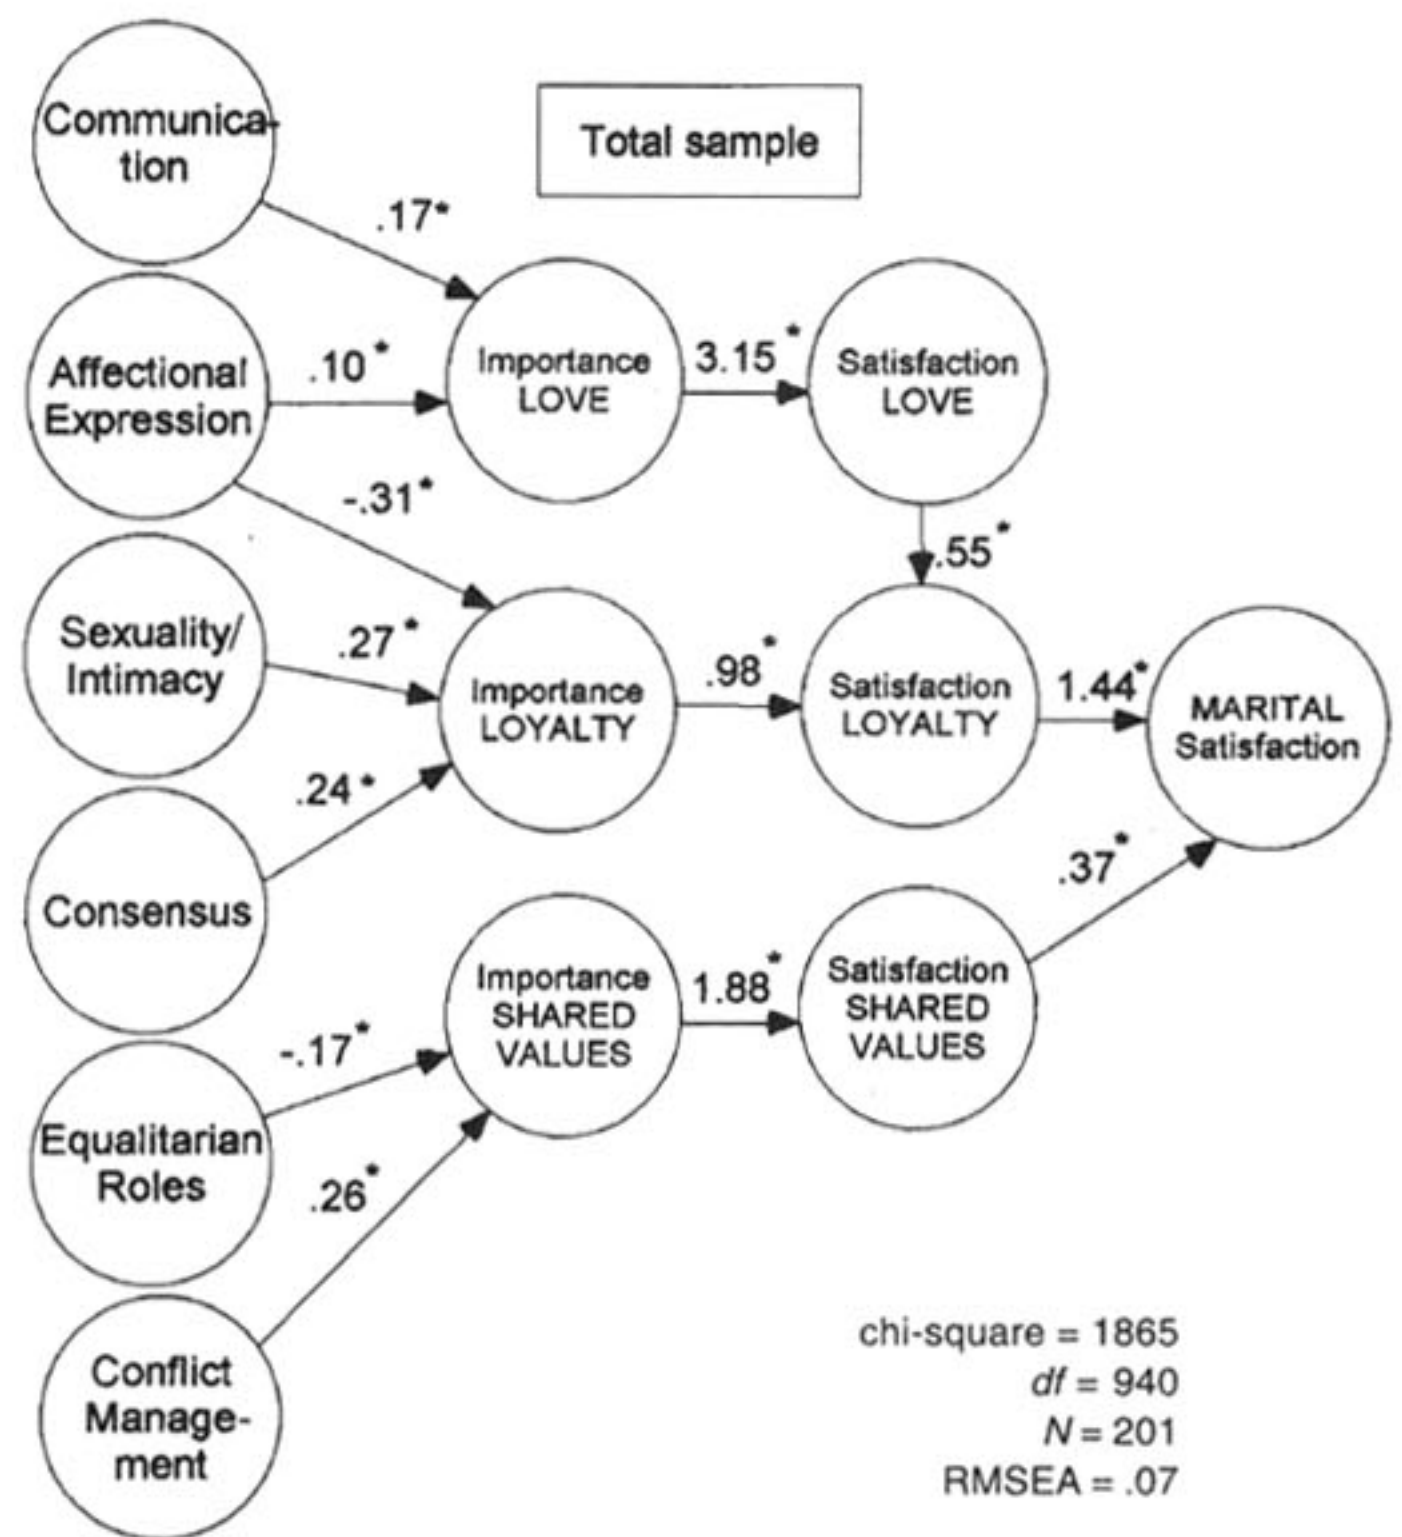 Communica-
tion
Total sample
.17*
Affectional
Expression
.10*
Importance
LOVE
3.15*
Satisfaction
LOVE
-.31*
.55*
Sexuality/
Intimacy
.27*
Importance
LOYALTY
.98*
Satisfaction
LOYALTY
1.44*
MARITAL
Satisfaction
.24*
Consensus
.37*
Importance
SHARED
VALUES
1.88*
Satisfaction
SHARED
VALUES
-.17*
Equalitarian
Roles
.26*
Conflict
Manage-
ment
chi-square = 1865
df = 940
N = 201
RMSEA = .07